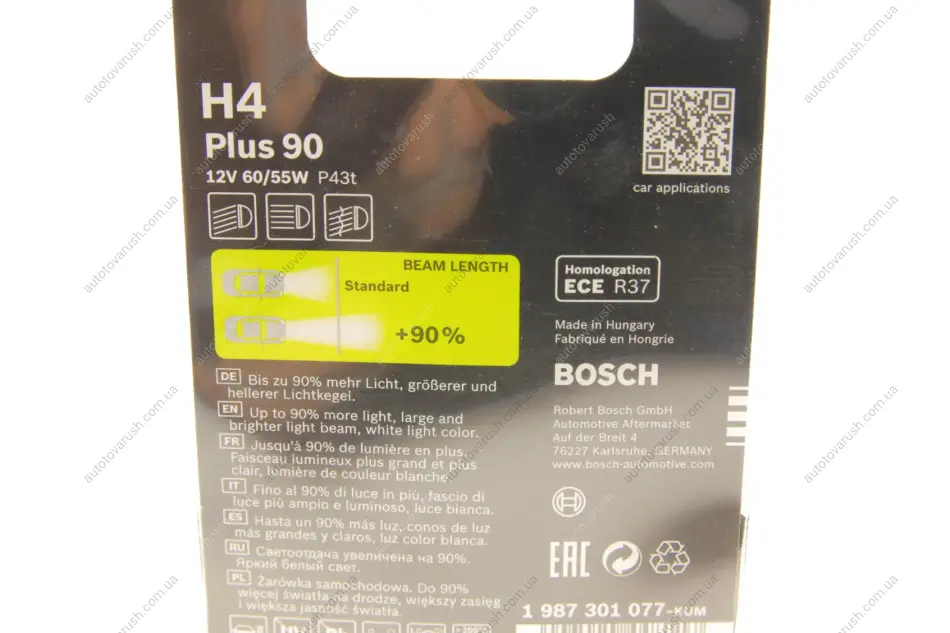 H4
Plus 90
12V 60/55W P43t
car applications
BEAM LENGTH
Standard
+90%
Homologation
ECE R37
Made in Hungary
Fabriqué en Hongrie
BOSCH
Robert Bosch GmbH
Automotive Aftermarket
Auf der Breit 4
76227 Karlsruhe, GERMANY
www.bosch-automotive.com
DE Bis zu 90% mehr Licht, größerer und
hellerer Lichtkegel.
EN Up to 90% more light, large and
brighter light beam, white light color.
FR Jusqu'à 90% de lumière en plus.
Faisceau lumineux plus grand et plus
clair, lumière de couleur blanche.
IT Fino al 90% di luce in più, fascio di
luce più ampio e luminoso, luce bianca.
ES Hasta un 90% más luz, conos de luz
más grandes y claros, luz color blanca.
RU Светоотдача увеличена на 90%.
Яркий белый свет.
PL Żarówka samochodowa. Do 90%
więcej światła na drodze, większy zasięg
i większa jasność światła.
EAC
1 987 301 077-KUM
autotovarush.com.ua